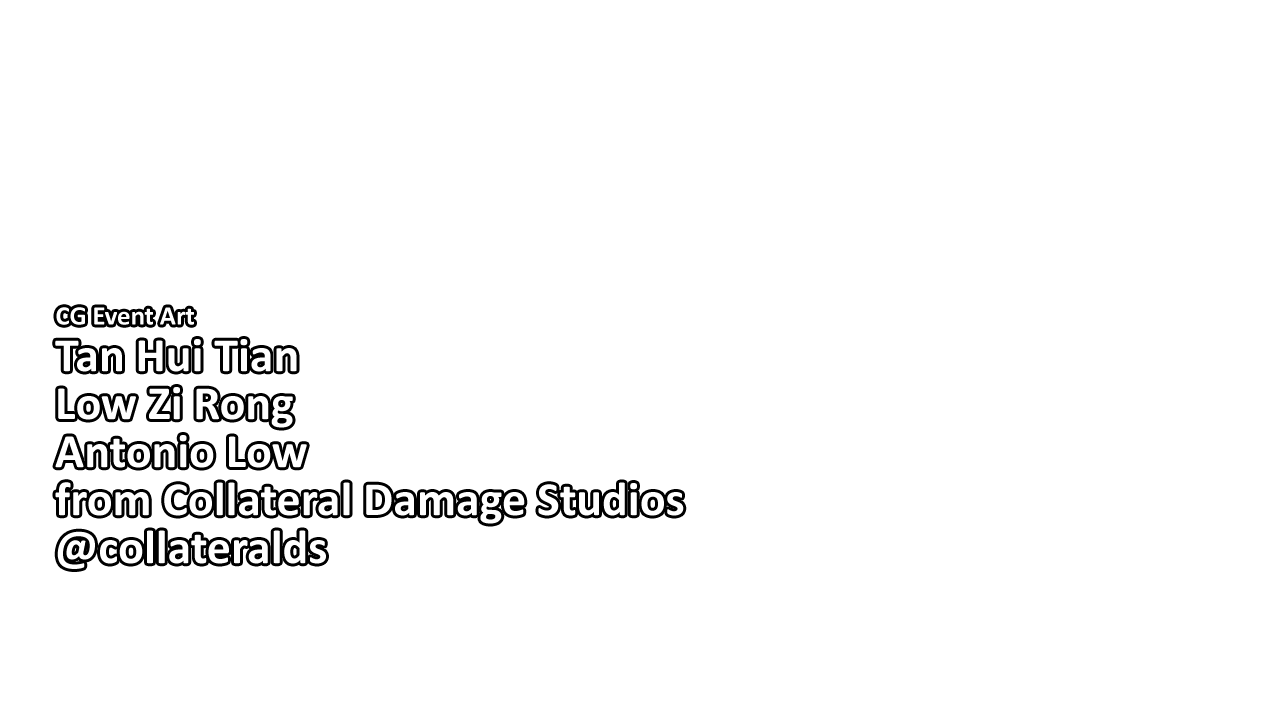 CG Event Art
Tan Hui Tian
Low Zi Rong
Antonio Low
from Collateral Damage Studios
@collateralds